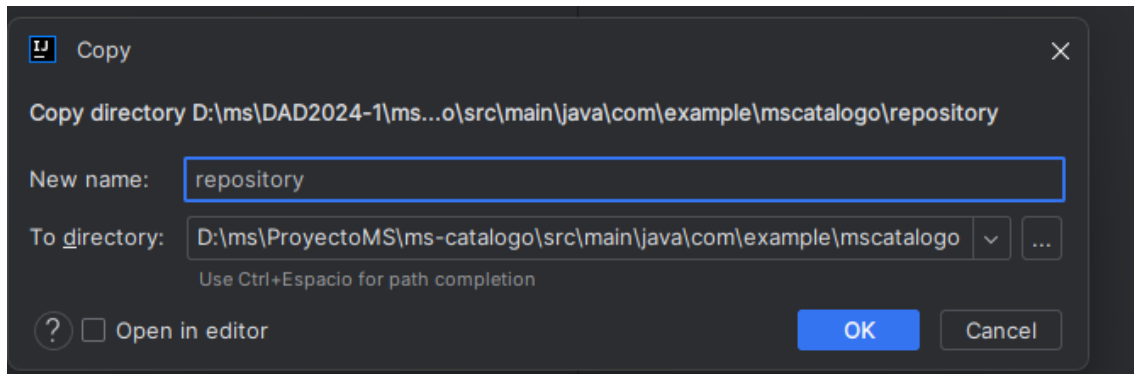 IJ
Copy
Copy directory D:\ms\DAD2024-1\ms...o\src\main\java\com\example\mscatalogo\repository
New name: repository
To directory: D:\ms\ProyectoMS\ms-catalogo\src\main\java\com\example\mscatalogo ...
Use Ctrl+Espacio for path completion
? Open in editor OK Cancel